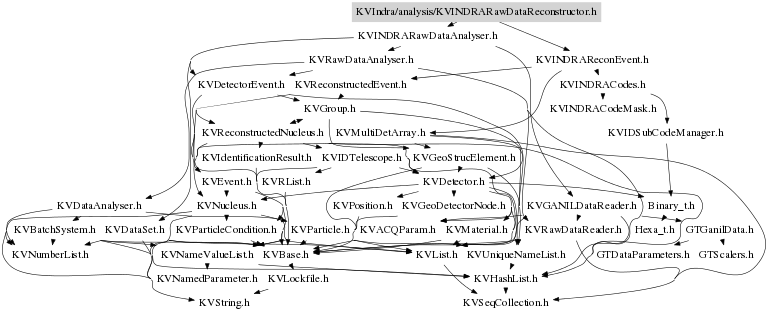 KVIndra/analysis/KVINDRARawDataReconstructor.h
KVINDRARawDataAnalyser.h
KVRawDataAnalyser.h KVINDRAReconEvent.h
KVDetectorEvent.h KVReconstructedEvent.h KVINDRACodes.h
KVGroup.h KVINDRACodeMask.h
KVReconstructedNucleus.h KVMultiDetArray.h KVIDSubCodeManager.h
KVIdentificationResult.h KVIDTelescope.h KVGeoStrucElement.h
KVEvent.h KVRList.h KVDetector.h
KVDataAnalyser.h KVNucleus.h KVPosition.h KVGeoDetectorNode.h KVGANILDataReader.h Binary_t.h
KVBatchSystem.h KVDataSet.h KVParticleCondition.h KVParticle.h KVACQParam.h KVMaterial.h KVRawDataReader.h Hexa_t.h GTGanilData.h
KVNumberList.h KVNameValueList.h KVBase.h KVList.h KVUniqueNameList.h GTDataParameters.h GTScalers.h
KVNamedParameter.h KVLockfile.h KVHashList.h
KVString.h KVSeqCollection.h